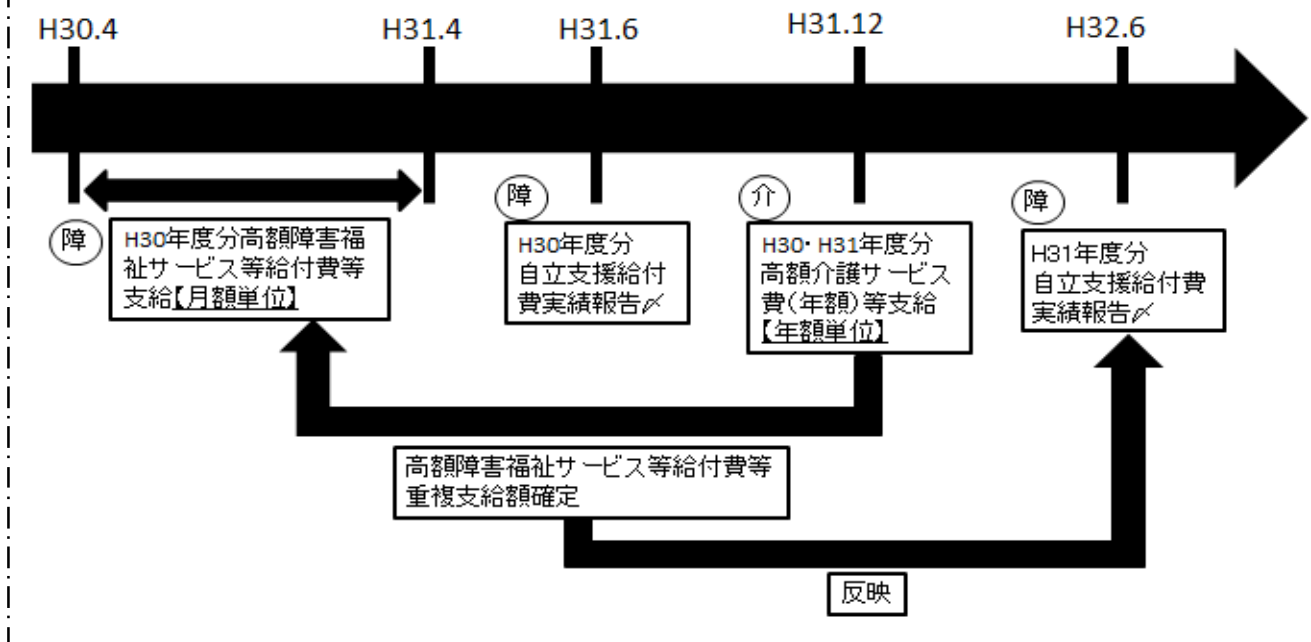 H30.4
H31.4
H31.6
H31.12
H32.6
障
H30年度分高額障害福
祉サービス等給付費等
支給【月額単位】
障
H30年度分
自立支援給付
費実績報告〆
介
H30・H31年度分
高額介護サービス
費(年額)等支給
【年額単位】
障
H31年度分
自立支援給付費
実績報告〆
高額障害福祉サービス等給付費等
重複支給額確定
反映